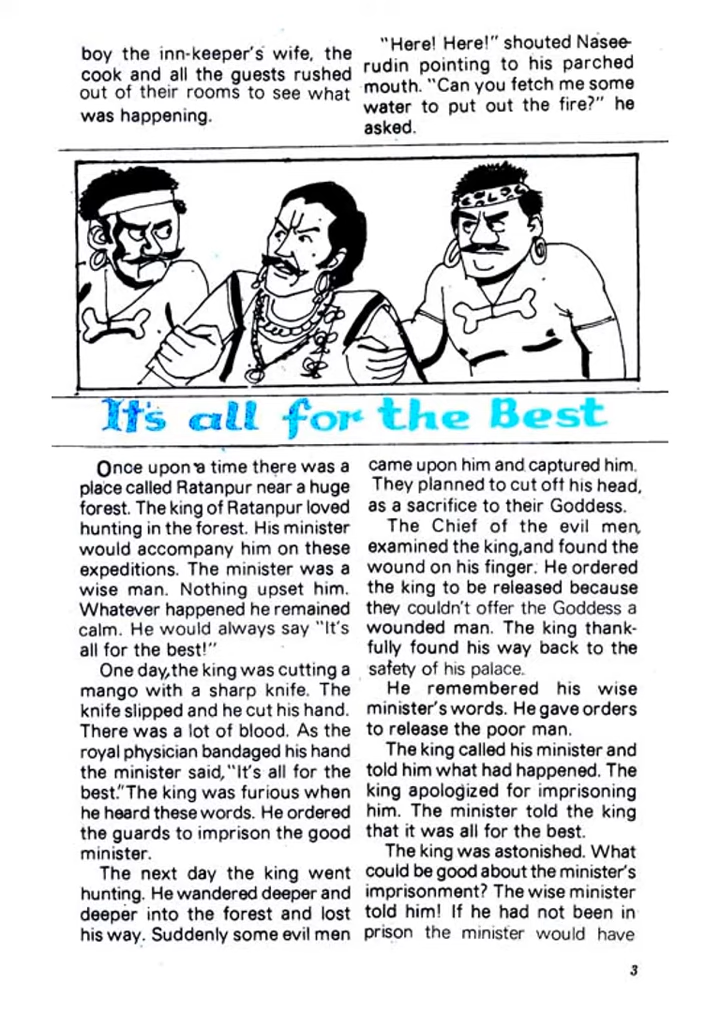 boy the inn-keeper's wife, the
cook and all the guests rushed
out of their rooms to see what
was happening.
"Here! Here!" shouted Nasee-
rudin pointing to his parched
mouth. "Can you fetch me some
water to put out the fire?" he
asked.
It's all for the Best
Once upon a time there was a
place called Ratanpur near a huge
forest. The king of Ratanpur loved
hunting in the forest. His minister
would accompany him on these
expeditions. The minister was a
wise man. Nothing upset him.
Whatever happened he remained
calm. He would always say "It's
all for the best!"
One day, the king was cutting a
mango with a sharp knife. The
knife slipped and he cut his hand.
There was a lot of blood. As the
royal physician bandaged his hand
the minister said, "It's all for the
best." The king was furious when
he heard these words. He ordered
the guards to imprison the good
minister.
The next day the king went
hunting. He wandered deeper and
deeper into the forest and lost
his way. Suddenly some evil men
came upon him and captured him.
They planned to cut off his head,
as a sacrifice to their Goddess.
The Chief of the evil men,
examined the king, and found the
wound on his finger. He ordered
the king to be released because
they couldn't offer the Goddess a
wounded man. The king thank-
fully found his way back to the
safety of his palace.
He remembered his wise
minister's words. He gave orders
to release the poor man.
The king called his minister and
told him what had happened. The
king apologized for imprisoning
him. The minister told the king
that it was all for the best.
The king was astonished. What
could be good about the minister's
imprisonment? The wise minister
told him! If he had not been in
prison the minister would have
3